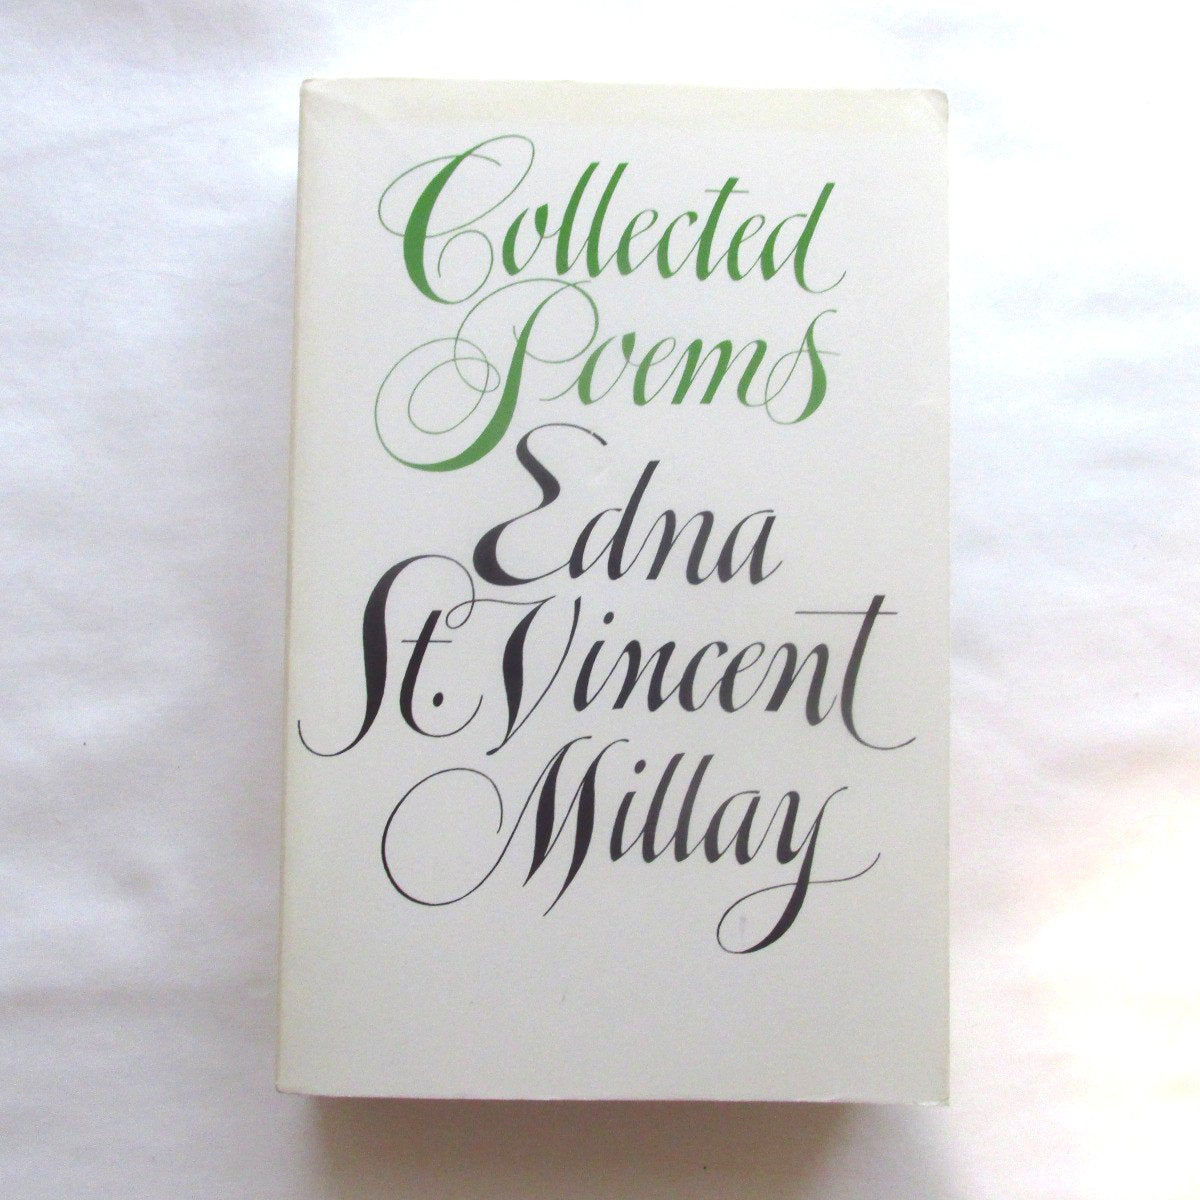 Collected
Poems
Edna
St. Vincent
Millay